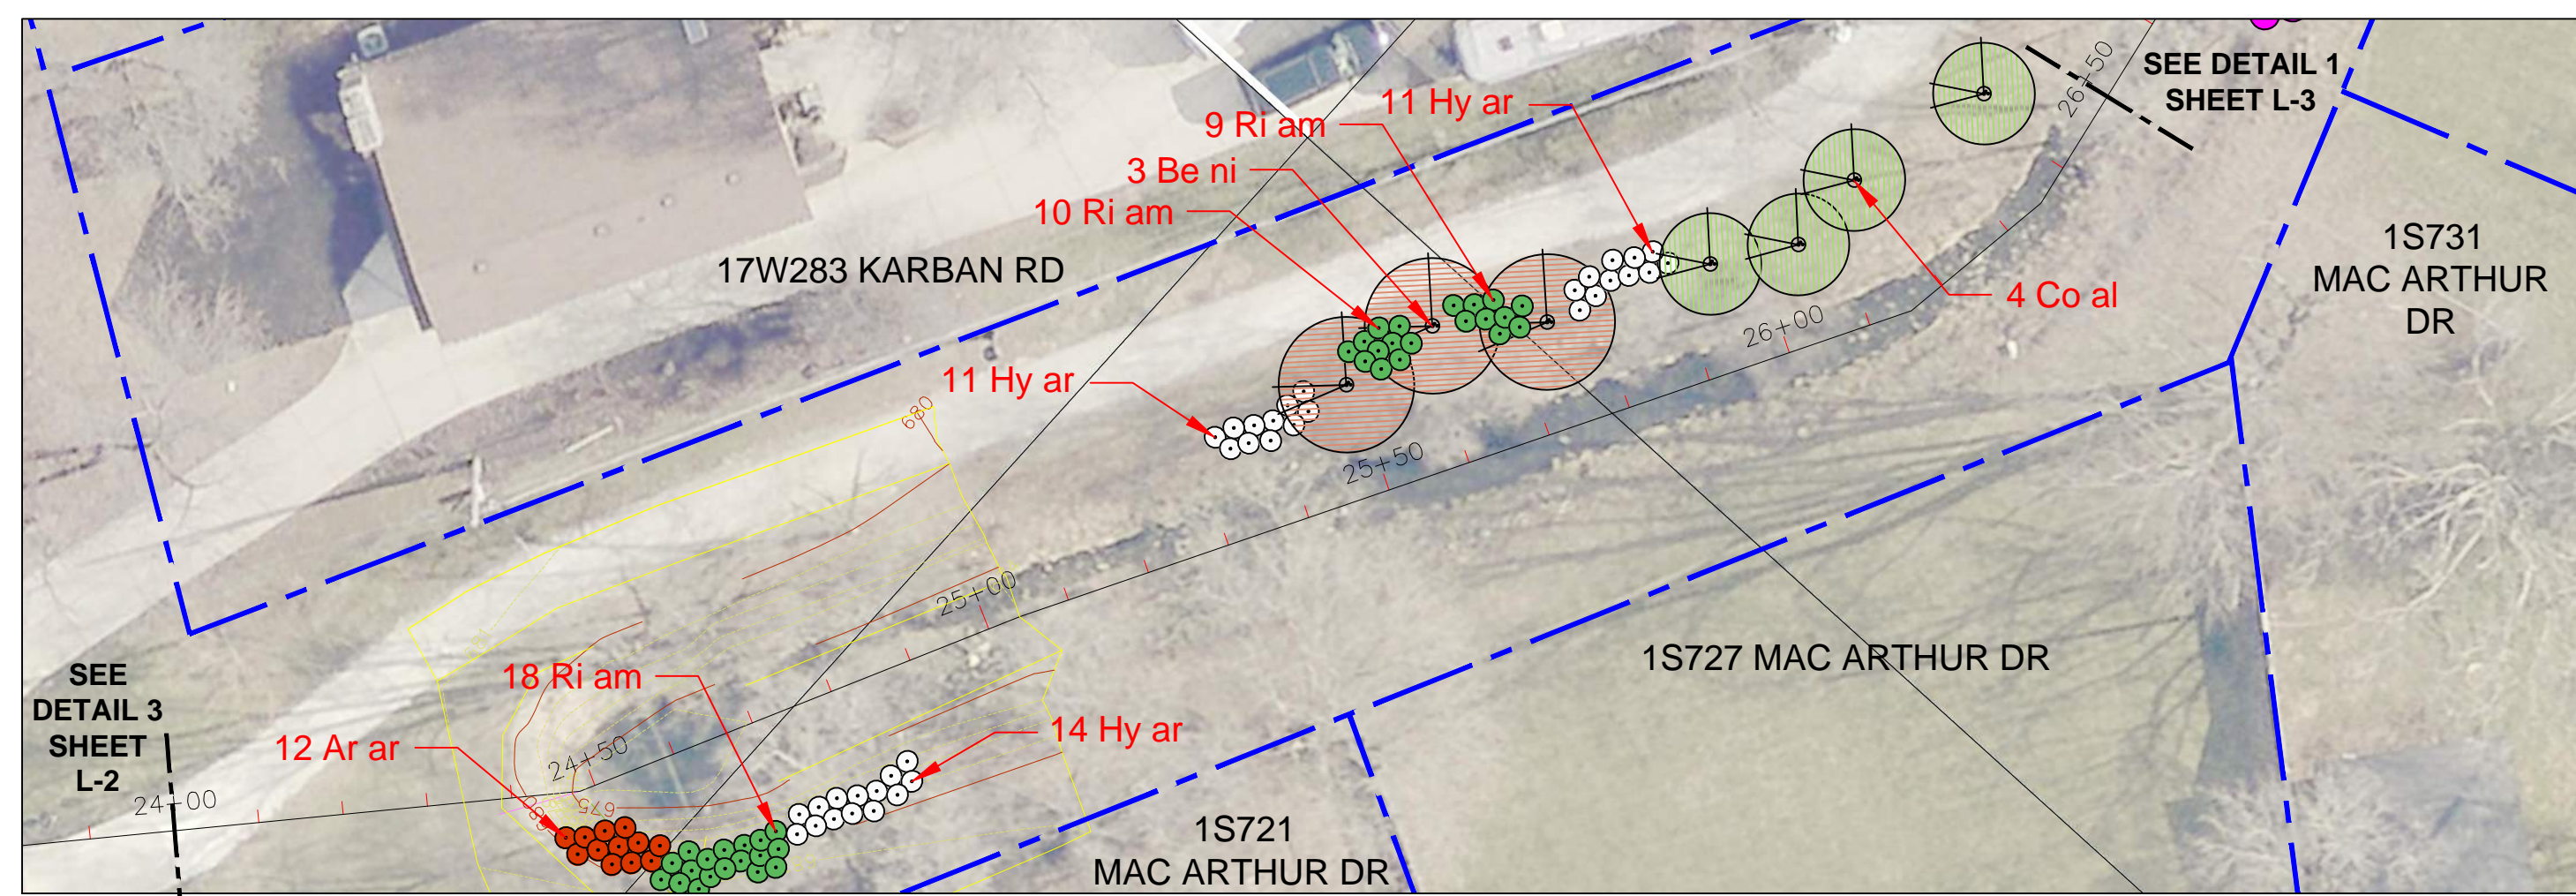 SEE DETAIL 1
SHEET L-3
26+50
11 Hy ar
9 Ri am
3 Be ni
10 Ri am
17W283 KARBAN RD
1S731
MAC ARTHUR
DR
4 Co al
26+00
11 Hy ar
680
25+50
25+00
1S727 MAC ARTHUR DR
SEE
DETAIL 3
SHEET
L-2
18 Ri am
14 Hy ar
12 Ar ar
24+50
24+00
675
680
1S721
MAC ARTHUR DR